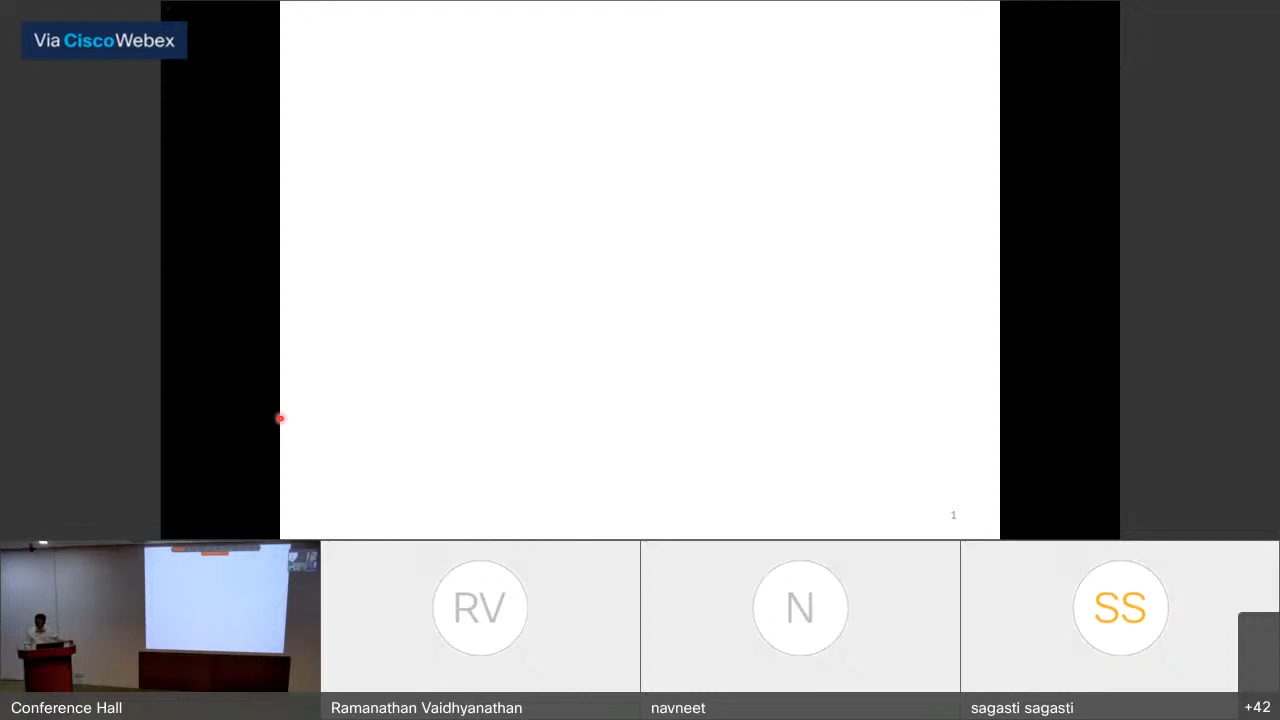 Via CiscoWebex
1
RV
N
SS
Conference Hall
Ramanathan Vaidhyanathan
navneet
sagasti sagasti
+42